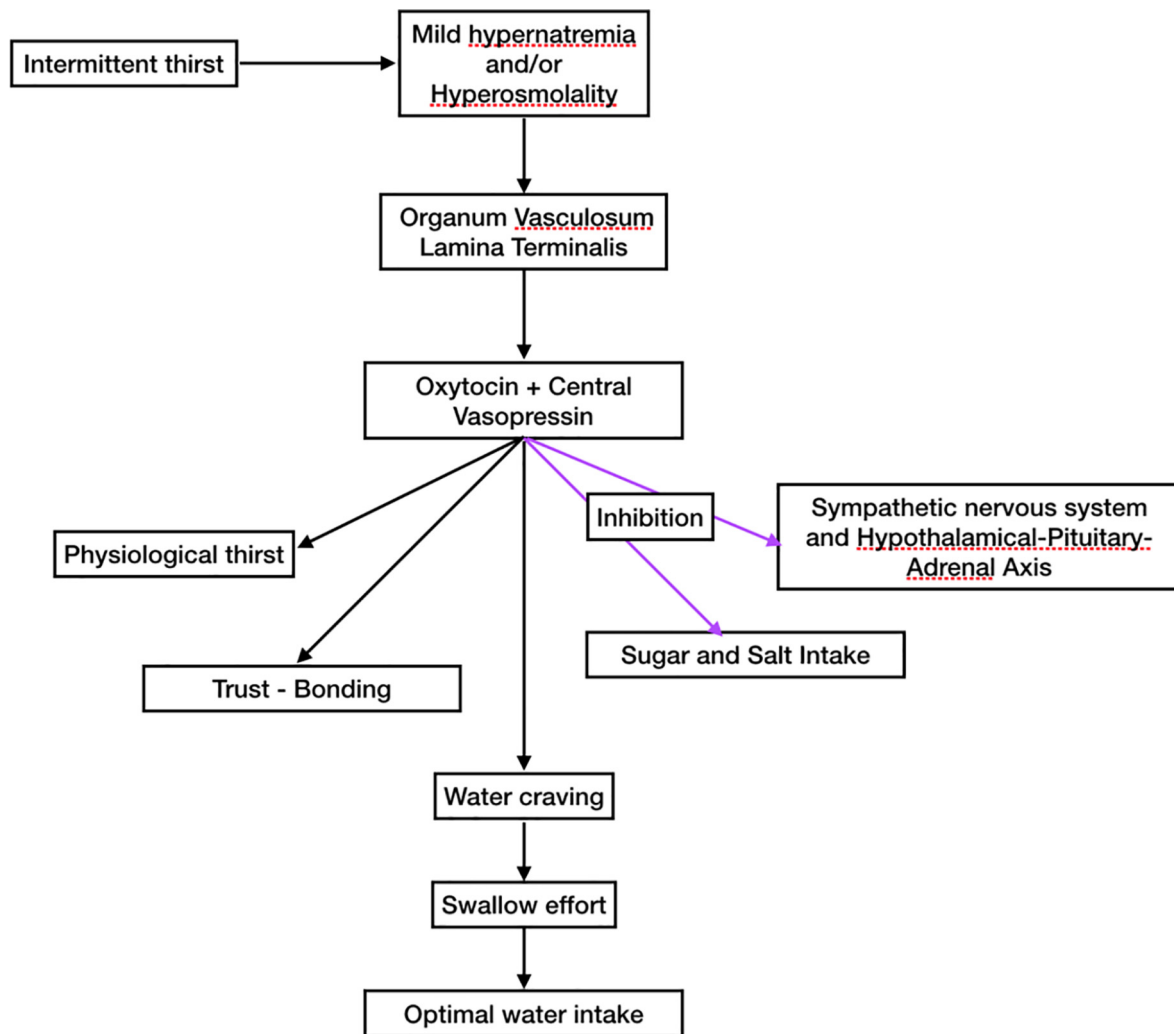 Intermittent thirst
Mild hypernatremia
and/or
Hyperosmolality
Organum Vasculosum
Lamina Terminalis
Oxytocin + Central
Vasopressin
Inhibition
Physiological thirst
Sympathetic nervous system
and Hypothalamical-Pituitary-
Adrenal Axis
Sugar and Salt Intake
Trust - Bonding
Water craving
Swallow effort
Optimal water intake